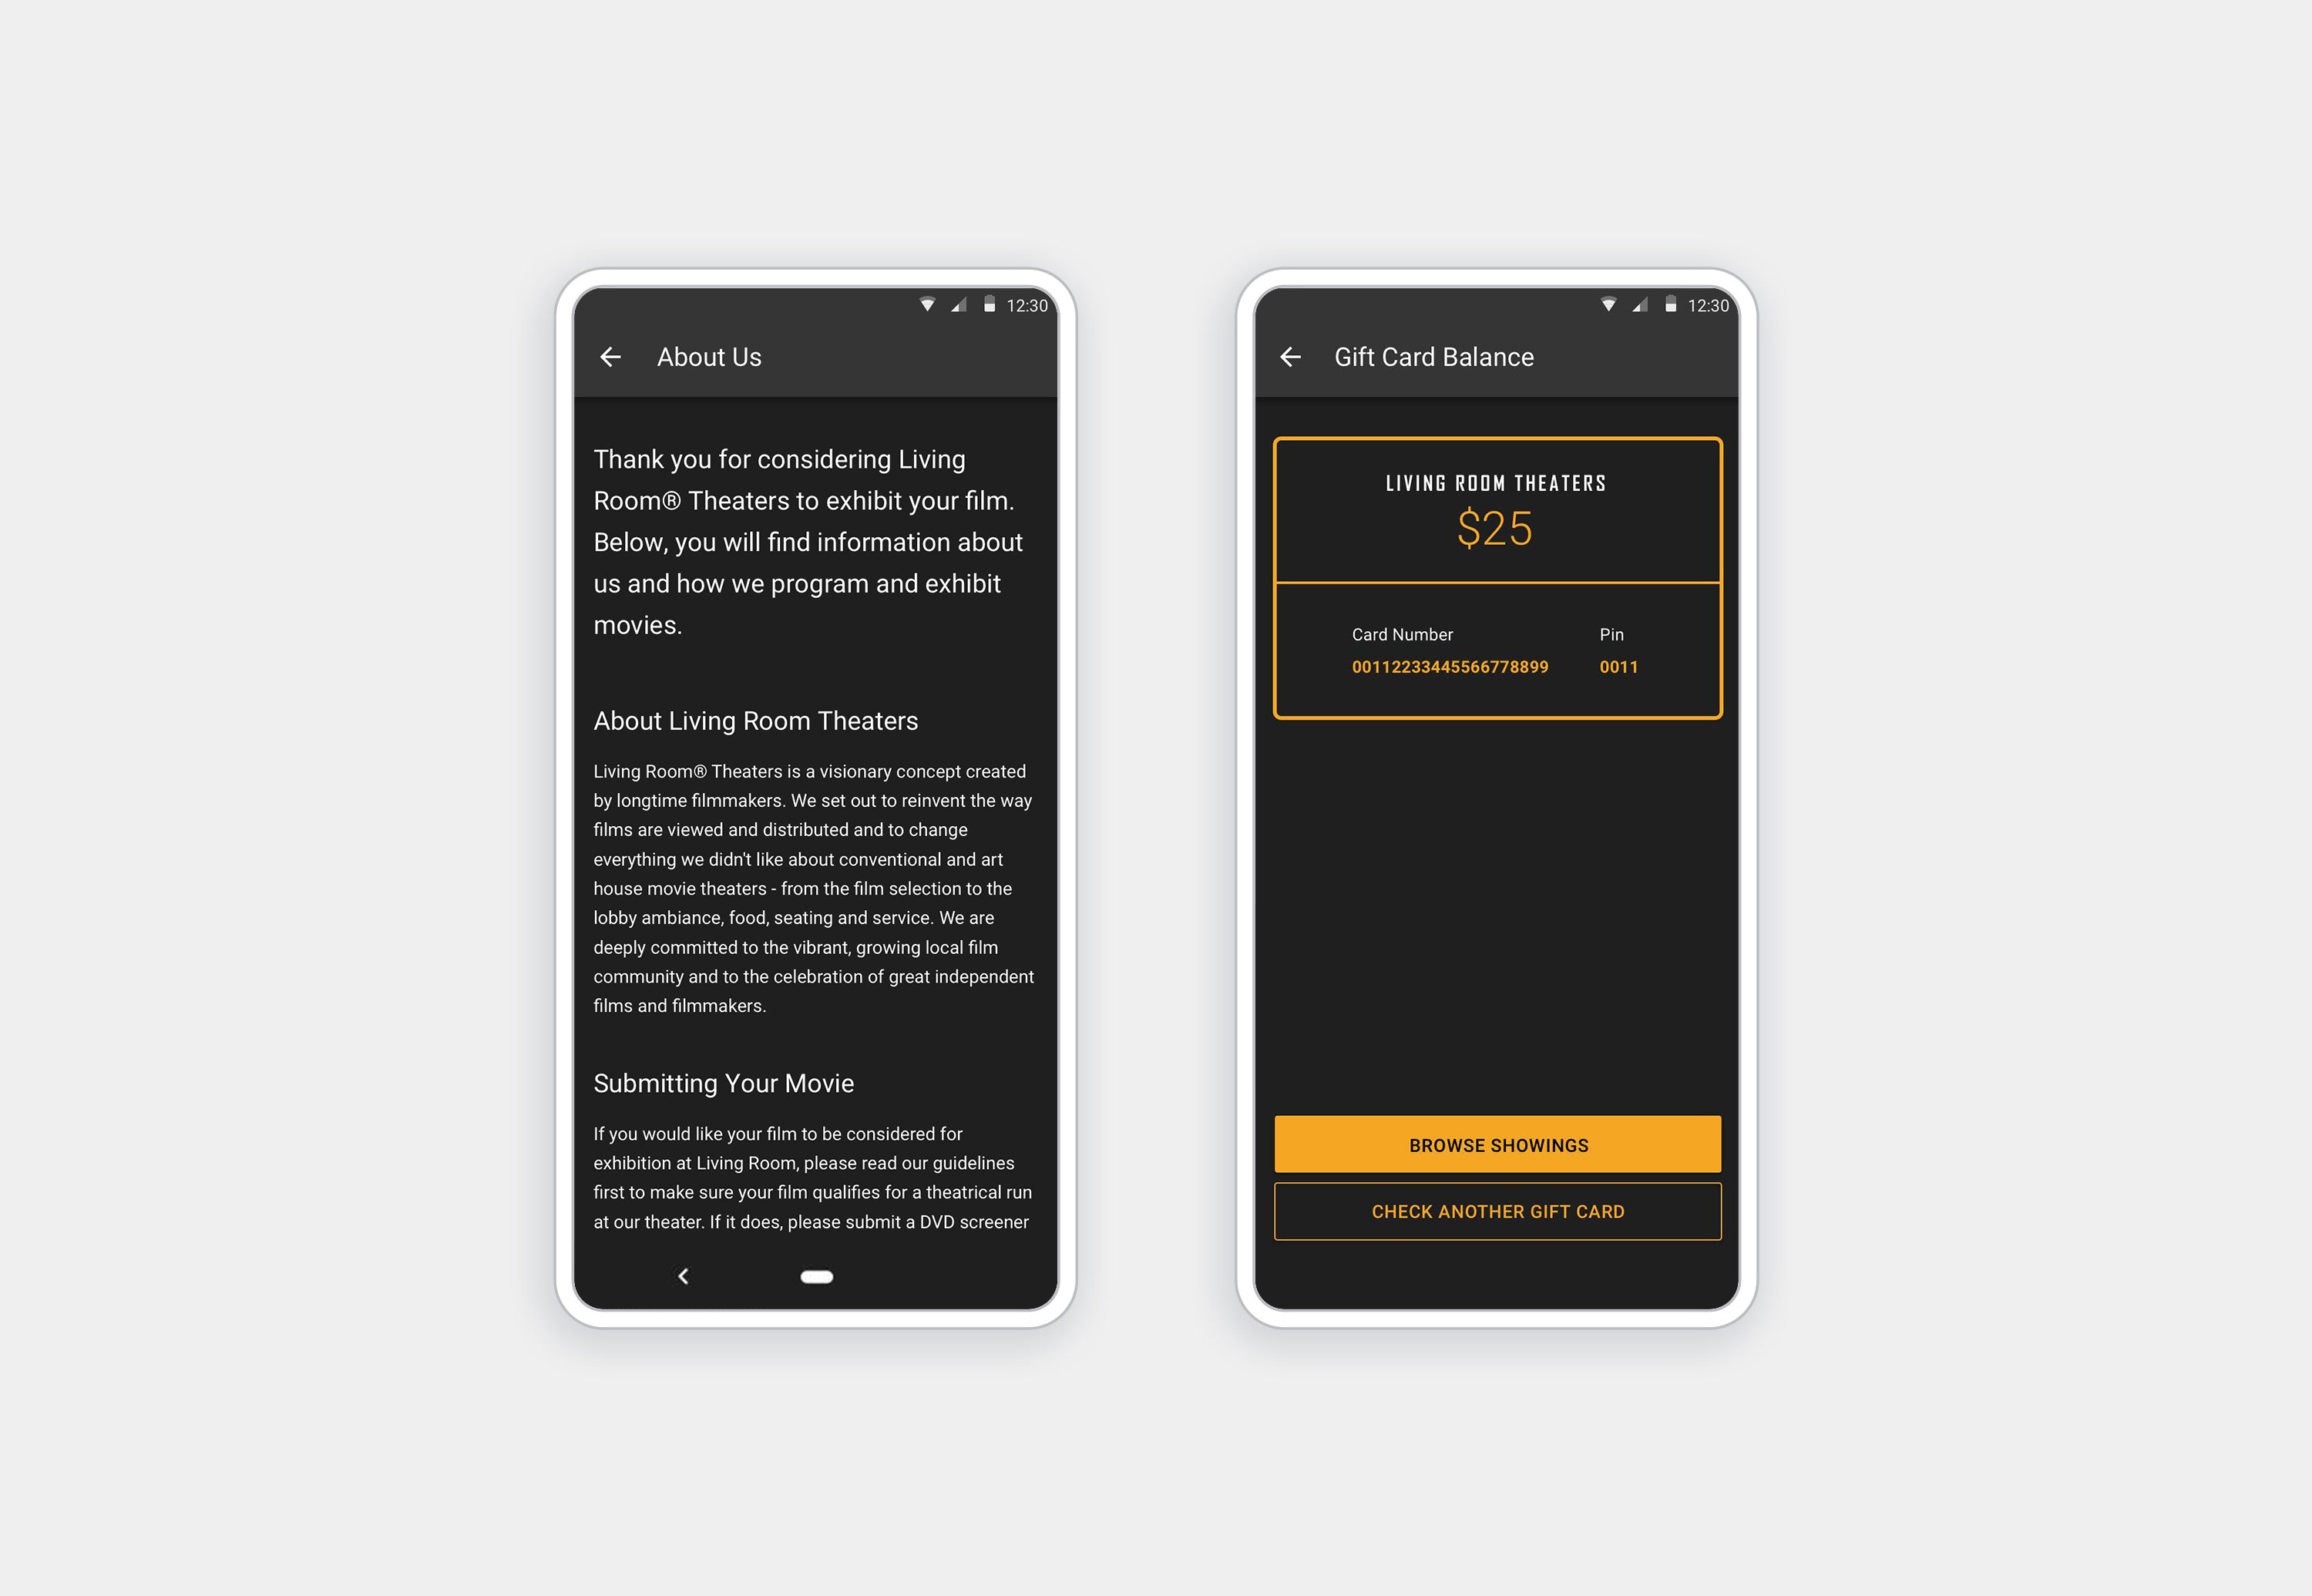 12:30
About Us
Thank you for considering Living
Room® Theaters to exhibit your film.
Below, you will find information about
us and how we program and exhibit
movies.
About Living Room Theaters
Living Room® Theaters is a visionary concept created
by longtime filmmakers. We set out to reinvent the way
films are viewed and distributed and to change
everything we didn't like about conventional and art
house movie theaters - from the film selection to the
lobby ambiance, food, seating and service. We are
deeply committed to the vibrant, growing local film
community and to the celebration of great independent
films and filmmakers.
Submitting Your Movie
If you would like your film to be considered for
exhibition at Living Room, please read our guidelines
first to make sure your film qualifies for a theatrical run
at our theater. If it does, please submit a DVD screener
12:30
Gift Card Balance
LIVING ROOM THEATERS
$25
Card Number Pin
00112233445566778899 0011
BROWSE SHOWINGS
CHECK ANOTHER GIFT CARD